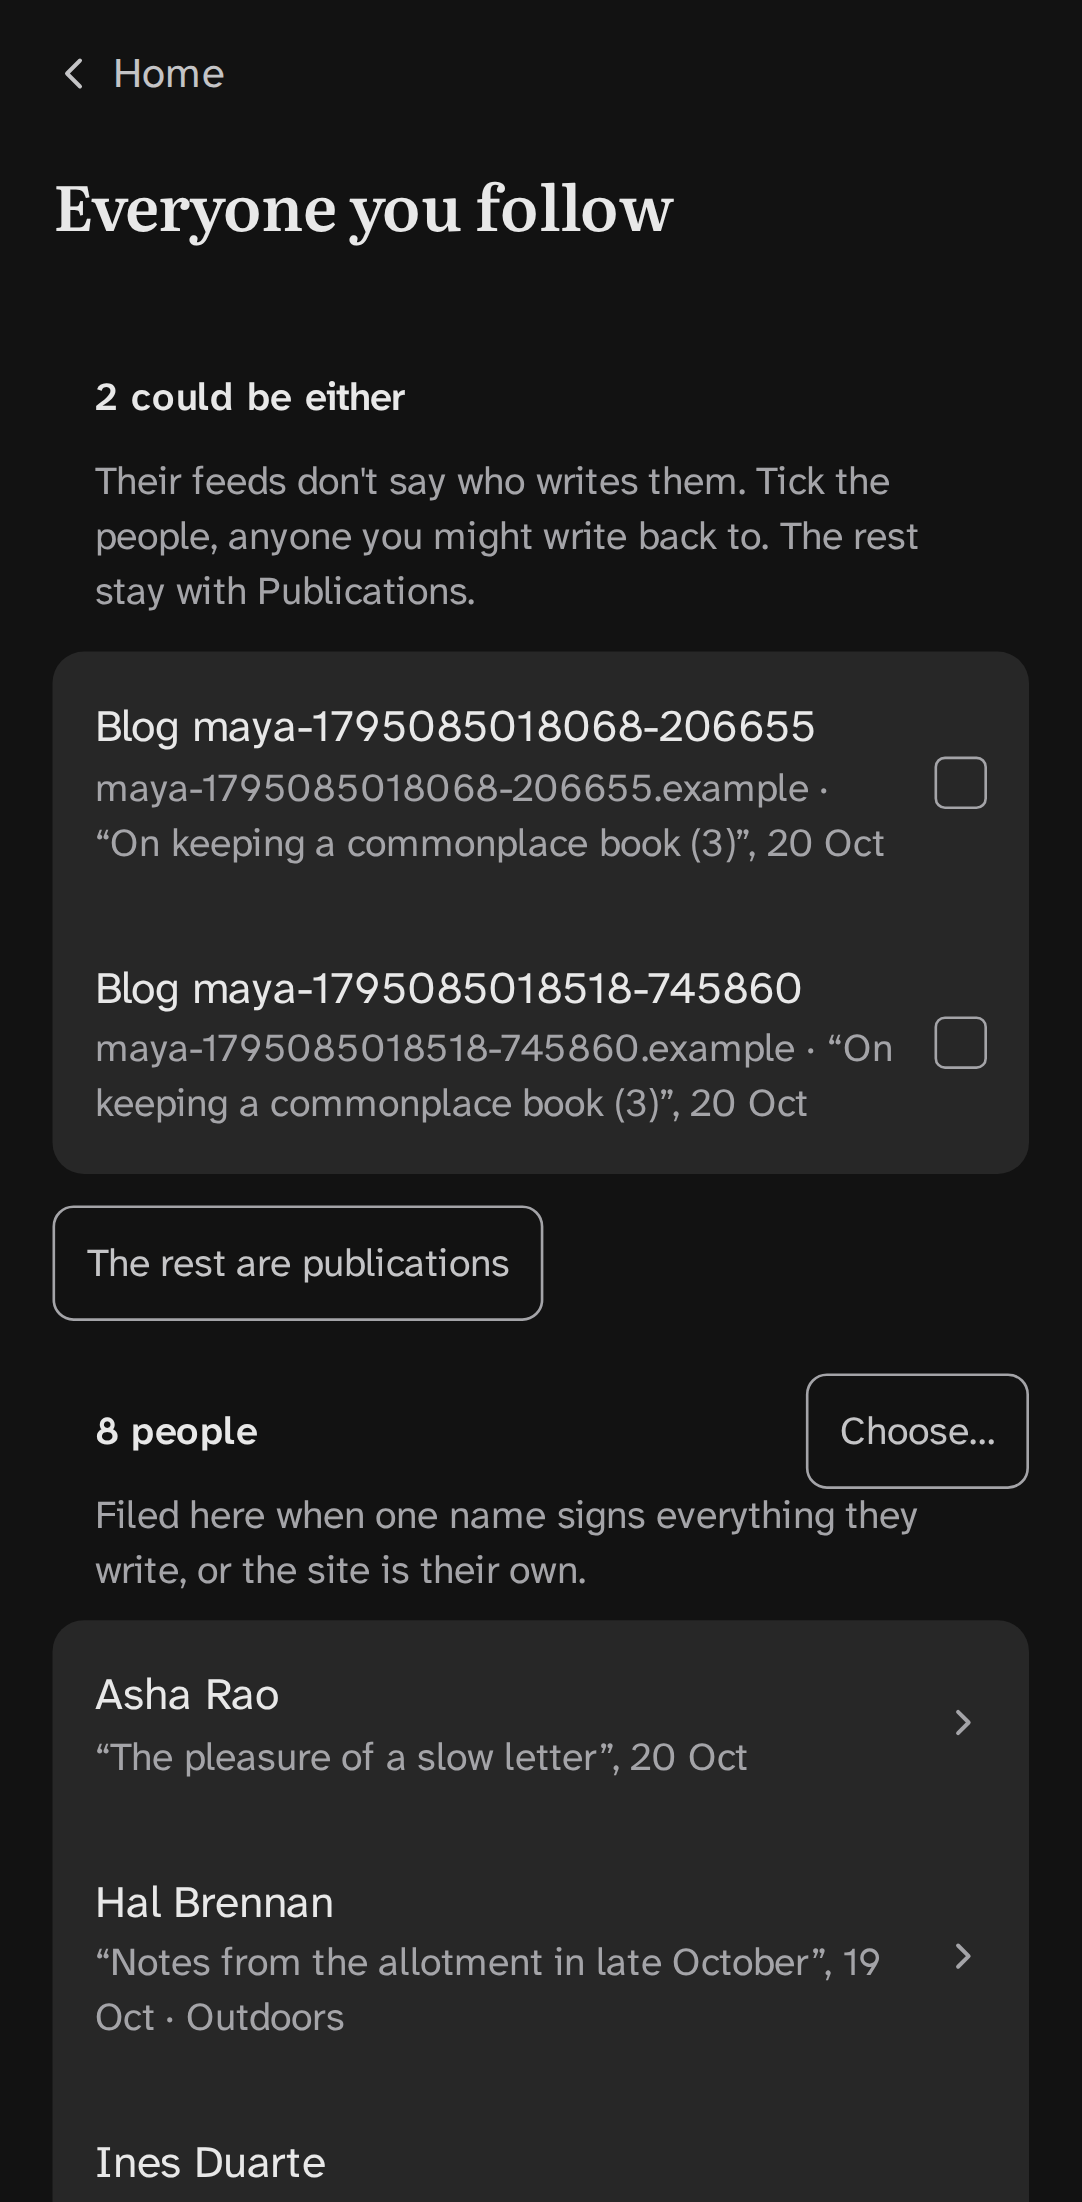 Home
Everyone you follow
2 could be either
Their feeds don't say who writes them. Tick the
people, anyone you might write back to. The rest
stay with Publications.
Blog maya-1795085018068-206655
maya-1795085018068-206655.example ·
“On keeping a commonplace book (3)”, 20 Oct
Blog maya-1795085018518-745860
maya-1795085018518-745860.example · “On
keeping a commonplace book (3)”, 20 Oct
The rest are publications
8 people
Choose...
Filed here when one name signs everything they
write, or the site is their own.
Asha Rao
“The pleasure of a slow letter”, 20 Oct
Hal Brennan
“Notes from the allotment in late October”, 19
Oct · Outdoors
Ines Duarte